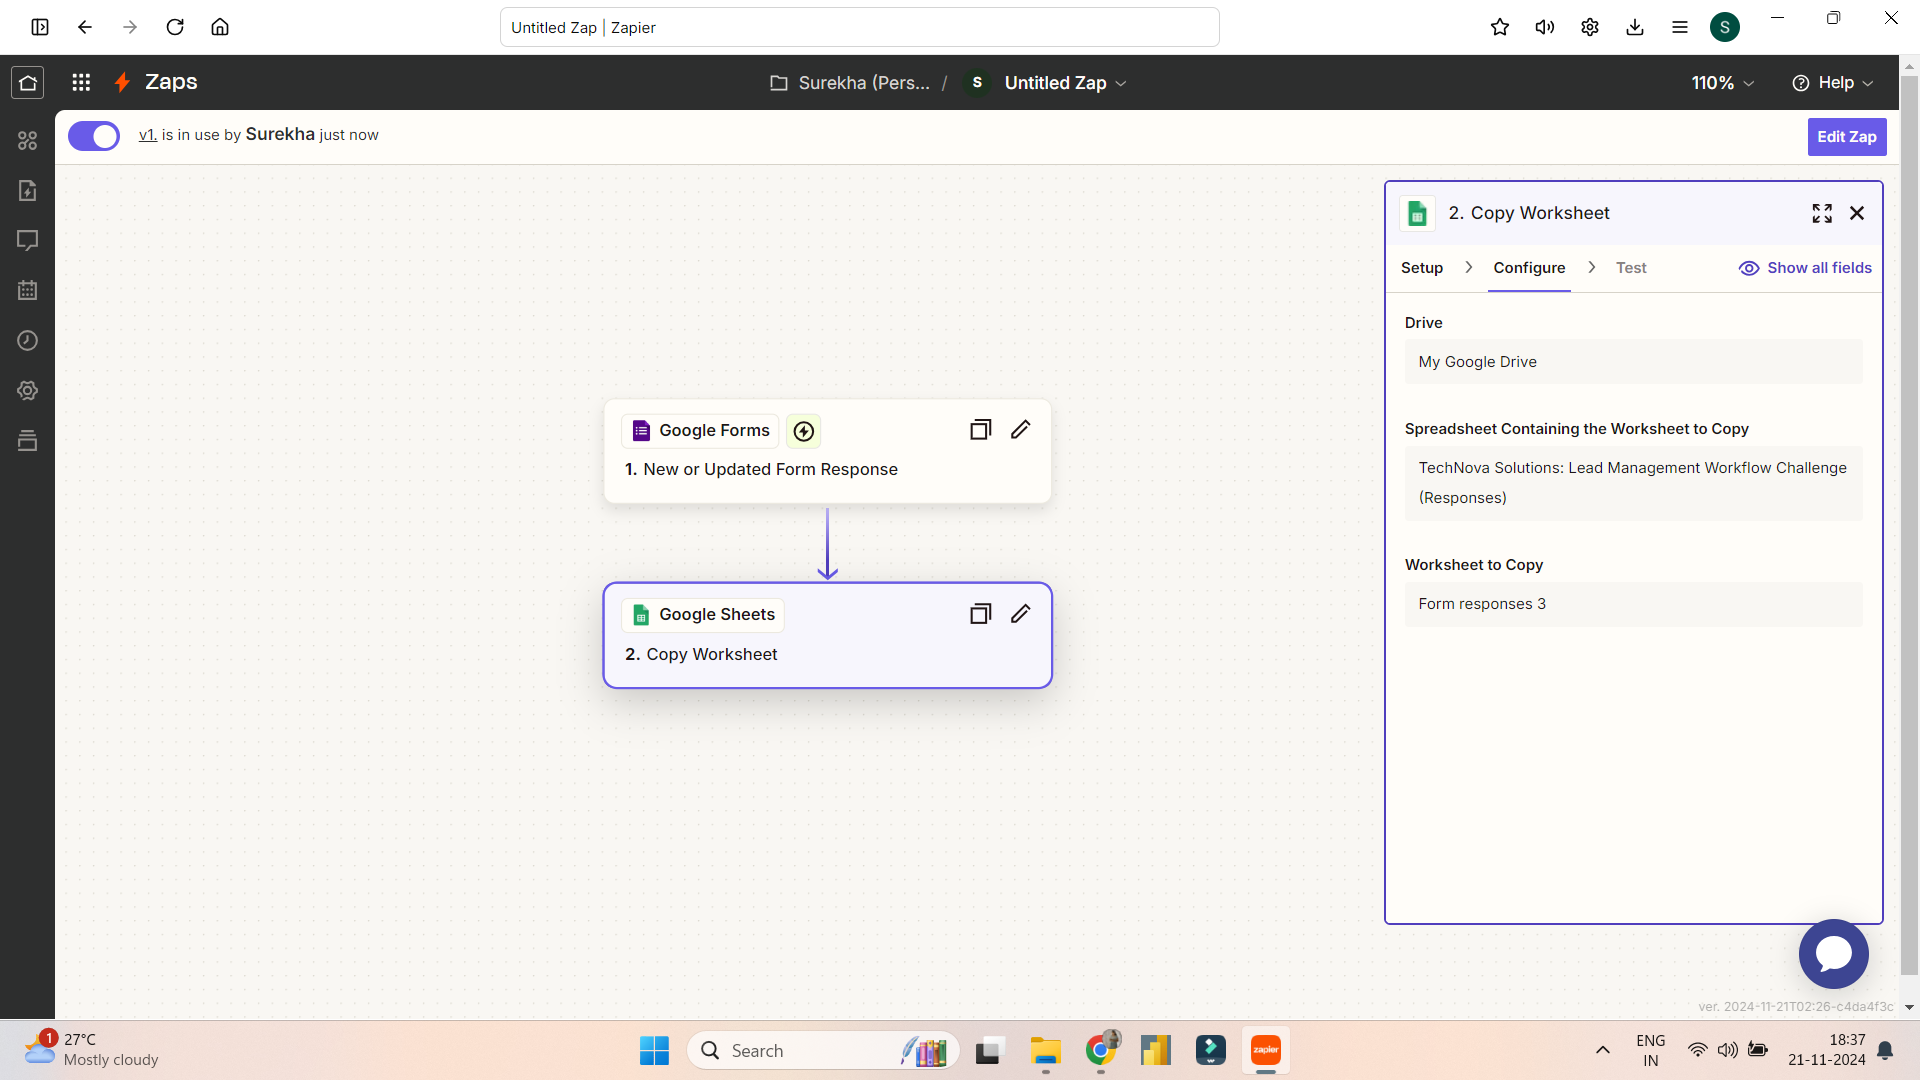 Untitled Zap | Zapier
S
Zaps
Surekha (Pers... / S Untitled Zap
110%
Help
v1. is in use by Surekha just now
Edit Zap
2. Copy Worksheet
Setup
Configure
Test
Show all fields
Drive
My Google Drive
Spreadsheet Containing the Worksheet to Copy
TechNova Solutions: Lead Management Workflow Challenge
(Responses)
Worksheet to Copy
Form responses 3
Google Forms
1. New or Updated Form Response
Google Sheets
2. Copy Worksheet
ver. 2024-11-21T02:26-c4da4f3c
1
27°C
Mostly cloudy
Search
zapier
ENG
IN
18:37
21-11-2024